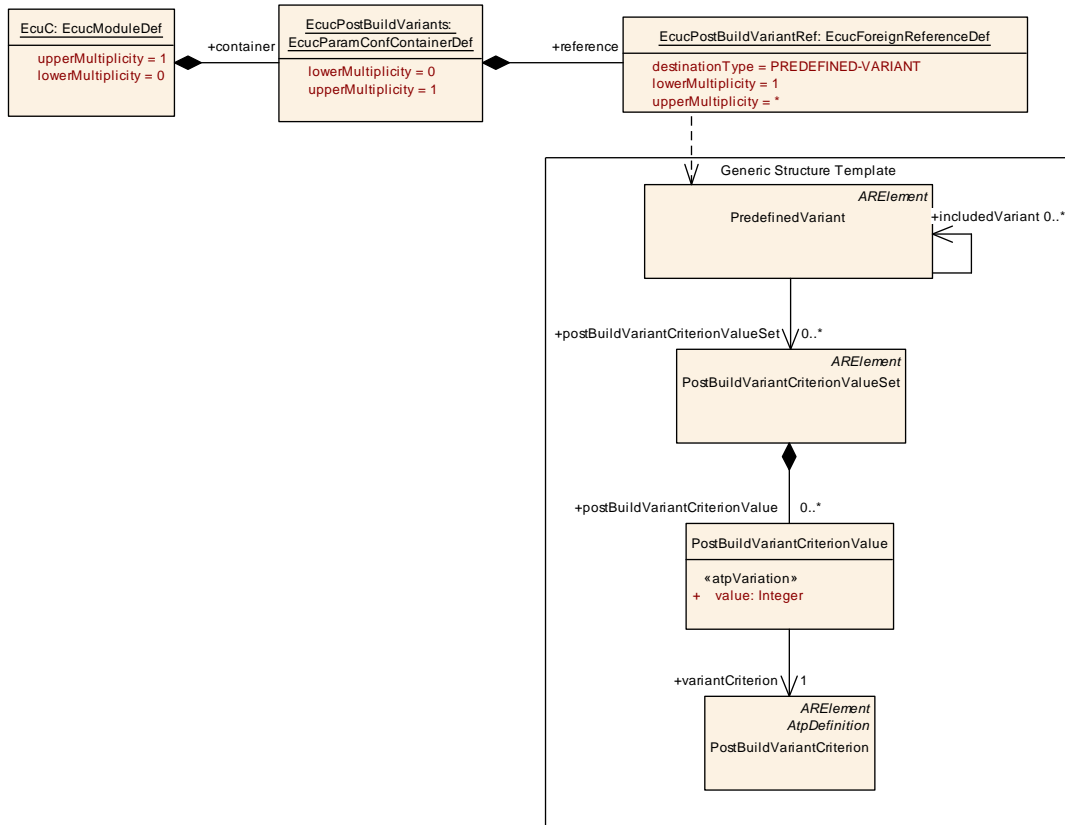 EcuC: EcucModuleDef
upperMultiplicity = 1
lowerMultiplicity = 0
+container
EcucPostBuildVariants:
EcucParamConfContainerDef
lowerMultiplicity = 0
upperMultiplicity = 1
+reference
EcucPostBuildVariantRef: EcucForeignReferenceDef
destinationType = PREDEFINED-VARIANT
lowerMultiplicity = 1
upperMultiplicity = *
Generic Structure Template
ARElement
PredefinedVariant
+includedVariant 0..*
+postBuildVariantCriterionValueSet 0..*
ARElement
PostBuildVariantCriterionValueSet
+postBuildVariantCriterionValue 0..*
PostBuildVariantCriterionValue
«atpVariation»
+ value: Integer
+variantCriterion 1
ARElement
AtpDefinition
PostBuildVariantCriterion